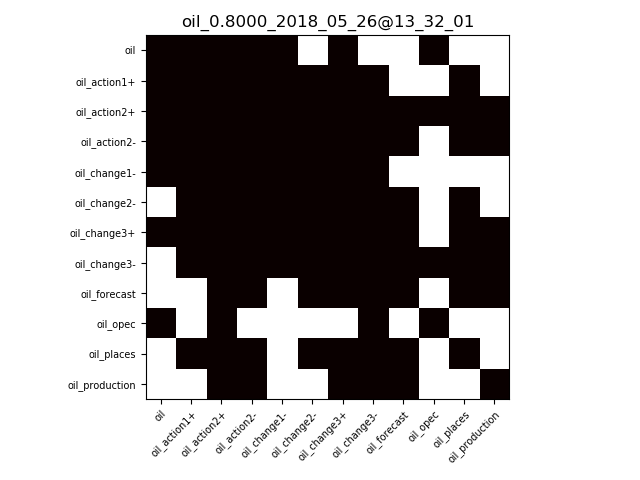 oil_0.8000_2018_05_26@13_32_01
oil
oil_action1+
oil_action2+
oil_action2-
oil_change1-
oil_change2-
oil_change3+
oil_change3-
oil_forecast
oil_opec
oil_places
oil_production
oil
oil_action1+
oil_action2+
oil_action2-
oil_change1-
oil_change2-
oil_change3+
oil_change3-
oil_forecast
oil_opec
oil_places
oil_production